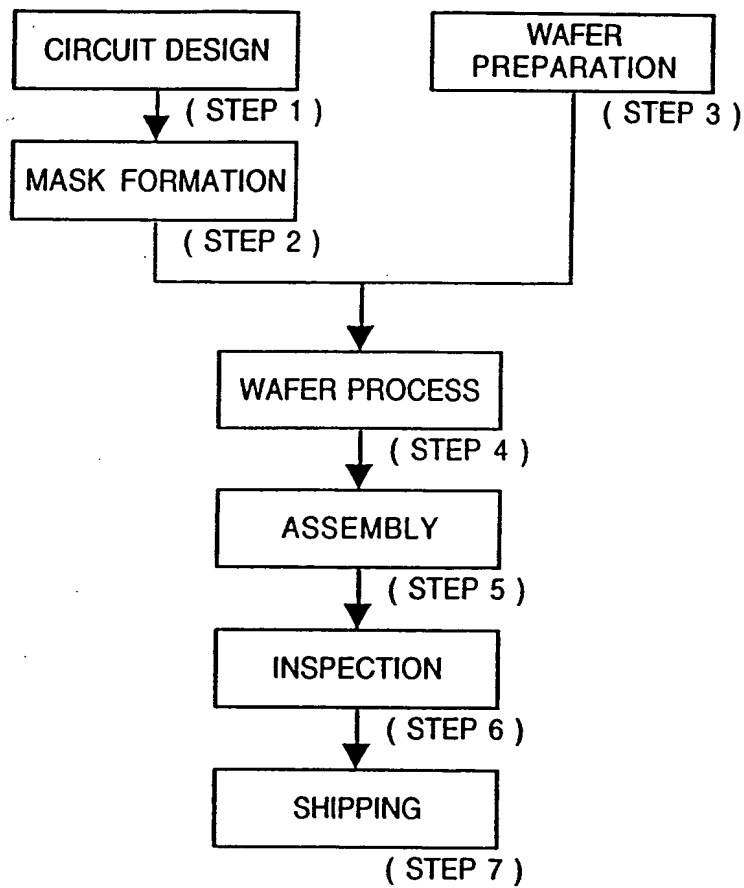 CIRCUIT DESIGN
( STEP 1 )
MASK FORMATION
( STEP 2 )
WAFER
PREPARATION
( STEP 3 )
WAFER PROCESS
( STEP 4 )
ASSEMBLY
( STEP 5 )
INSPECTION
( STEP 6 )
SHIPPING
( STEP 7 )